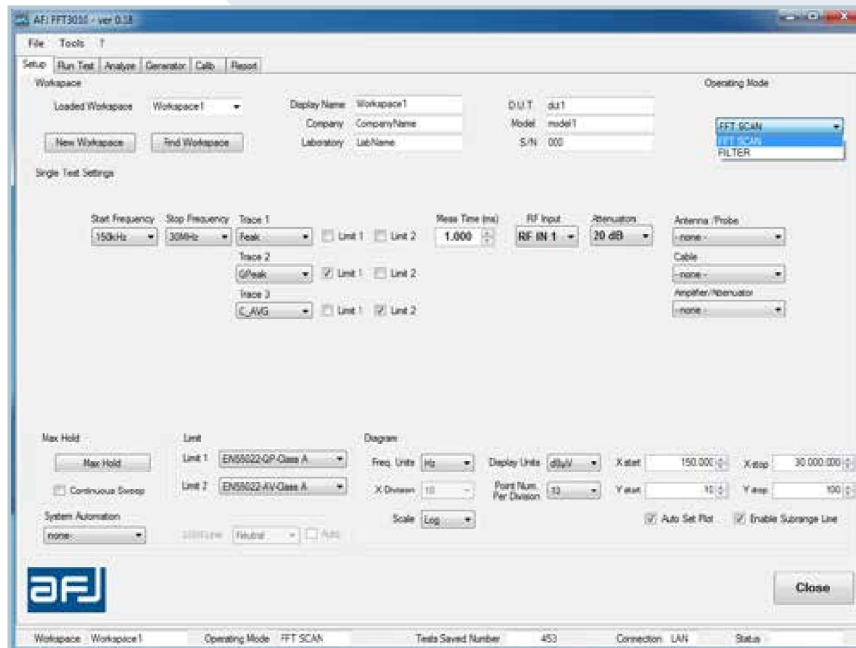 AFJ FFT3010 - ver 0.18
File Tools ?
Setup Run Test Analyze Generator Calib Report
Workspace Operating Mode
Loaded Workspace Workspace1 Display Name Workspace1 D.U.T. dut1
Company CompanyName Model model1 FFT SCAN
New Workspace Find Workspace Laboratory LabName S/N 000 FFT SCAN
FILTER
Single Test Settings
Start Frequency Stop Frequency Trace 1 Meas Time (ms) RF Input Attenuators Antenna /Probe
150kHz 30MHz Peak Limit 1 Limit 2 1.000 RF IN 1 20 dB - none -
Trace 2 Cable
QPeak Limit 1 Limit 2 - none -
Trace 3 Amplifier/Attenuator
C_AVG Limit 1 Limit 2 - none -
Max Hold Limit Diagram
Max Hold Limit 1 EN55022-QP-Class A Freq. Units Hz Display Units dBµV X start 150.000 X stop 30.000.000
Continuous Sweep Limit 2 EN55022-AV-Class A X Division 10 Point Num. Per Division 10 Y start 10 Y stop 100
System Automation Scale Log Auto Set Plot Enable Subrange Line
none- Neutral Auto
afj Close
Workspace Workspace1 Operating Mode FFT SCAN Tests Saved Number 453 Connection LAN Status